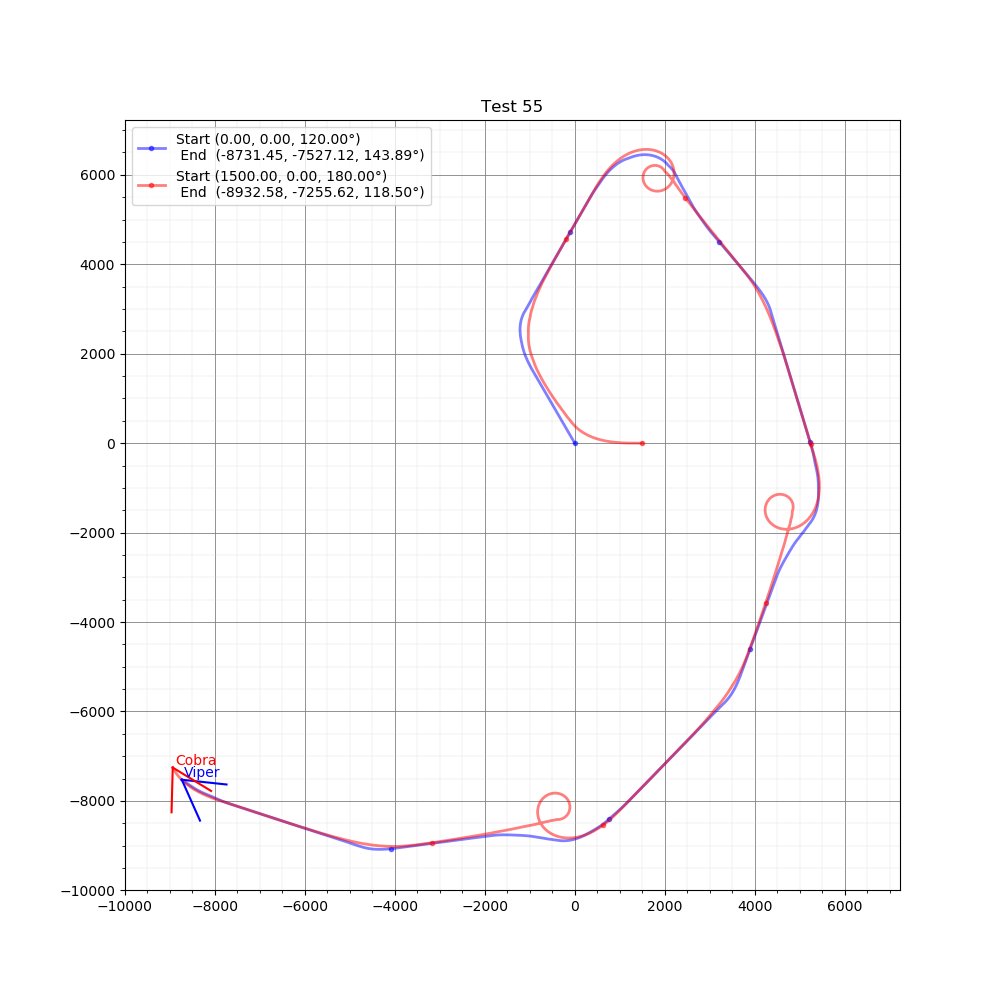 Test 55
Start (0.00, 0.00, 120.00°)
End (-8731.45, -7527.12, 143.89°)
Start (1500.00, 0.00, 180.00°)
End (-8932.58, -7255.62, 118.50°)
6000
4000
2000
0
−2000
−4000
−6000
−8000
−10000
Cobra
Viper
−10000 −8000 −6000 −4000 −2000 0 2000 4000 6000